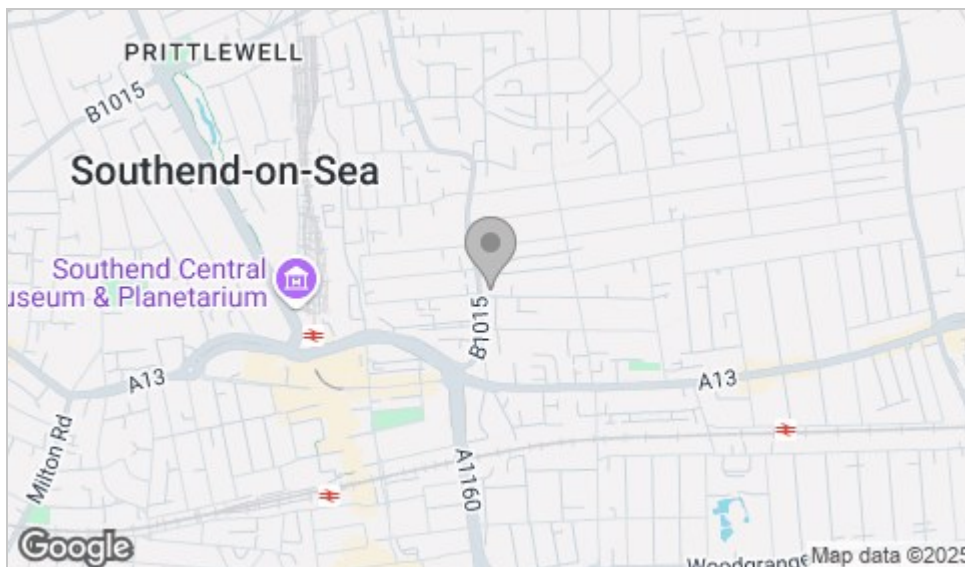 PRITTLEWELL
B1015
Southend-on-Sea
Southend Central
useum & Planetarium
B1015
A13
A13
Milton Rd
A1160
Woodgrange
Google
Map data ©2025